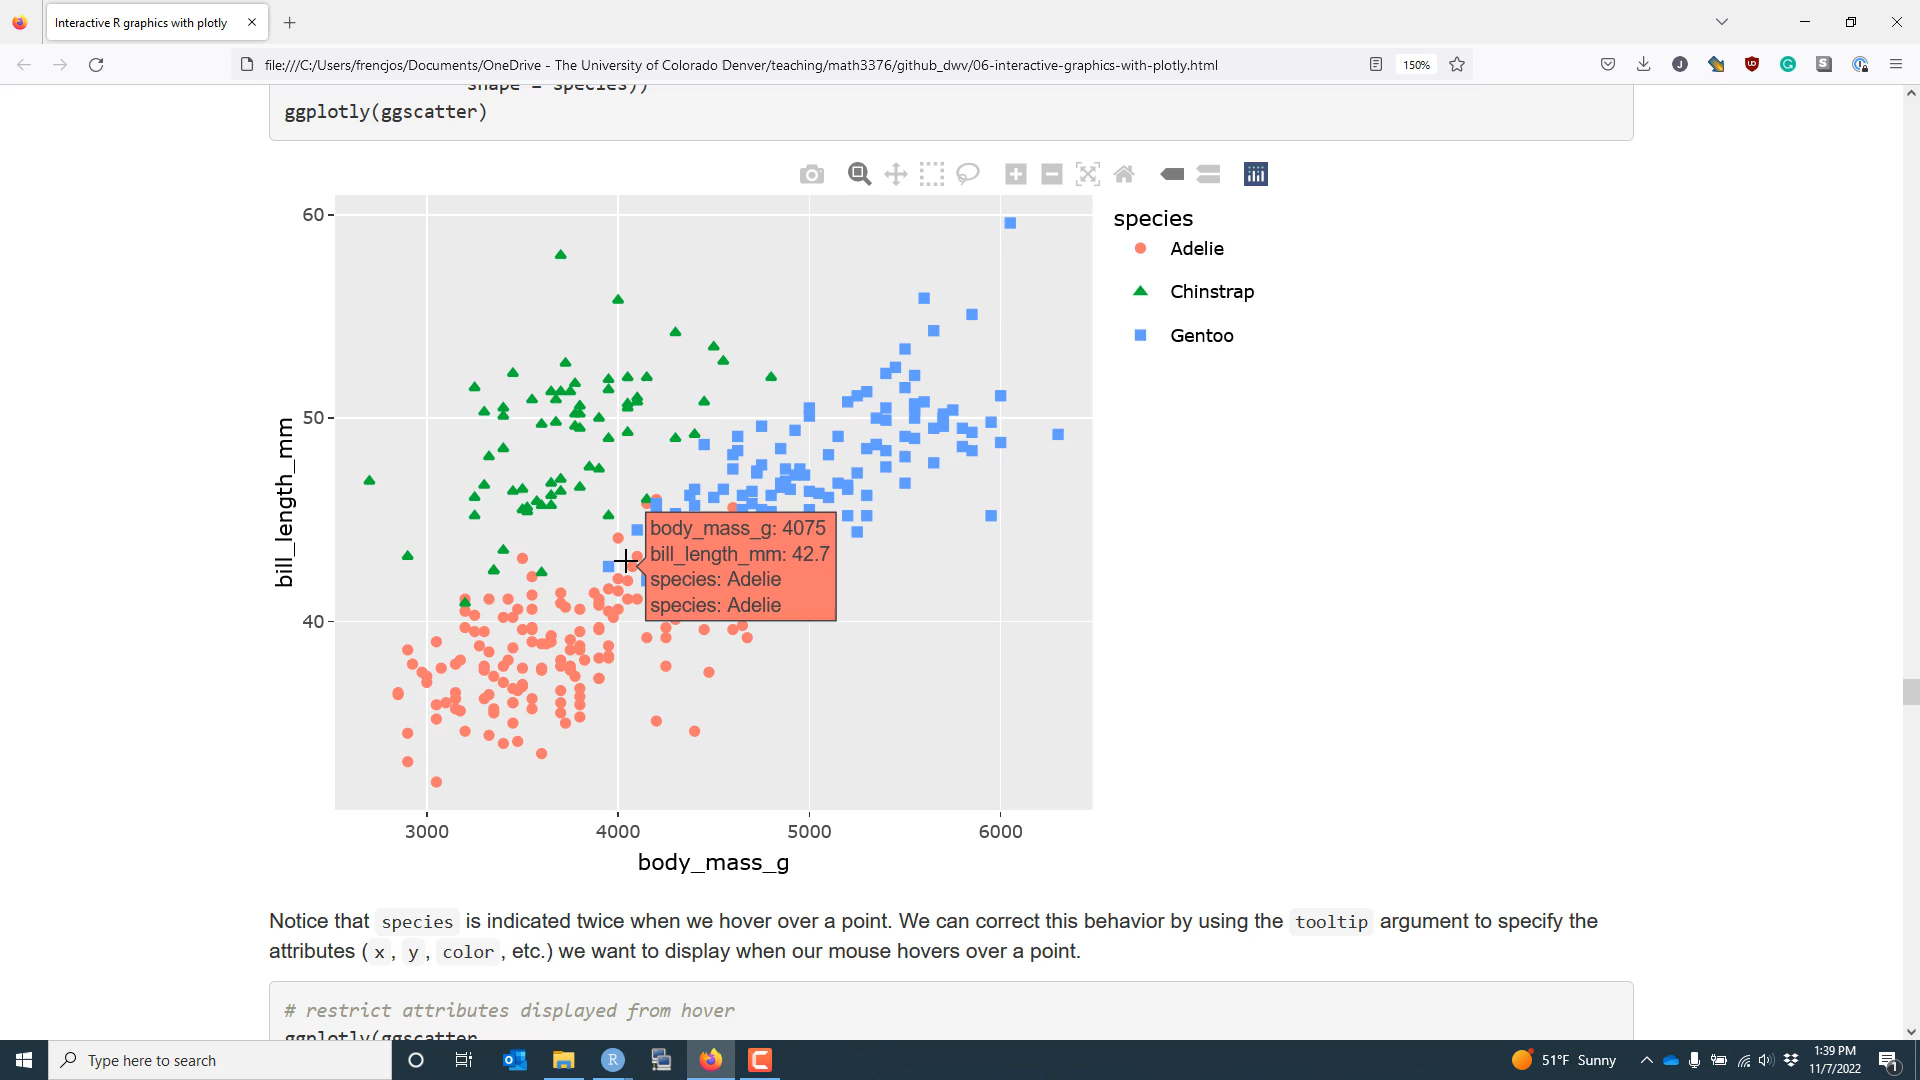 Interactive R graphics with plotly
file:///C:/Users/frencjos/Documents/OneDrive - The University of Colorado Denver/teaching/math3376/github_dwv/06-interactive-graphics-with-plotly.html
150%
shape = species))
ggplotly(ggscatter)
60
50
40
bill_length_mm
3000
4000
5000
6000
body_mass_g
species
Adelie
Chinstrap
Gentoo
body_mass_g: 4075
bill_length_mm: 42.7
species: Adelie
species: Adelie
Notice that species is indicated twice when we hover over a point. We can correct this behavior by using the tooltip argument to specify the
attributes ( x , y , color , etc.) we want to display when our mouse hovers over a point.
# restrict attributes displayed from hover
ggplotly(ggscatter
Type here to search
51°F Sunny
1:39 PM
11/7/2022
1